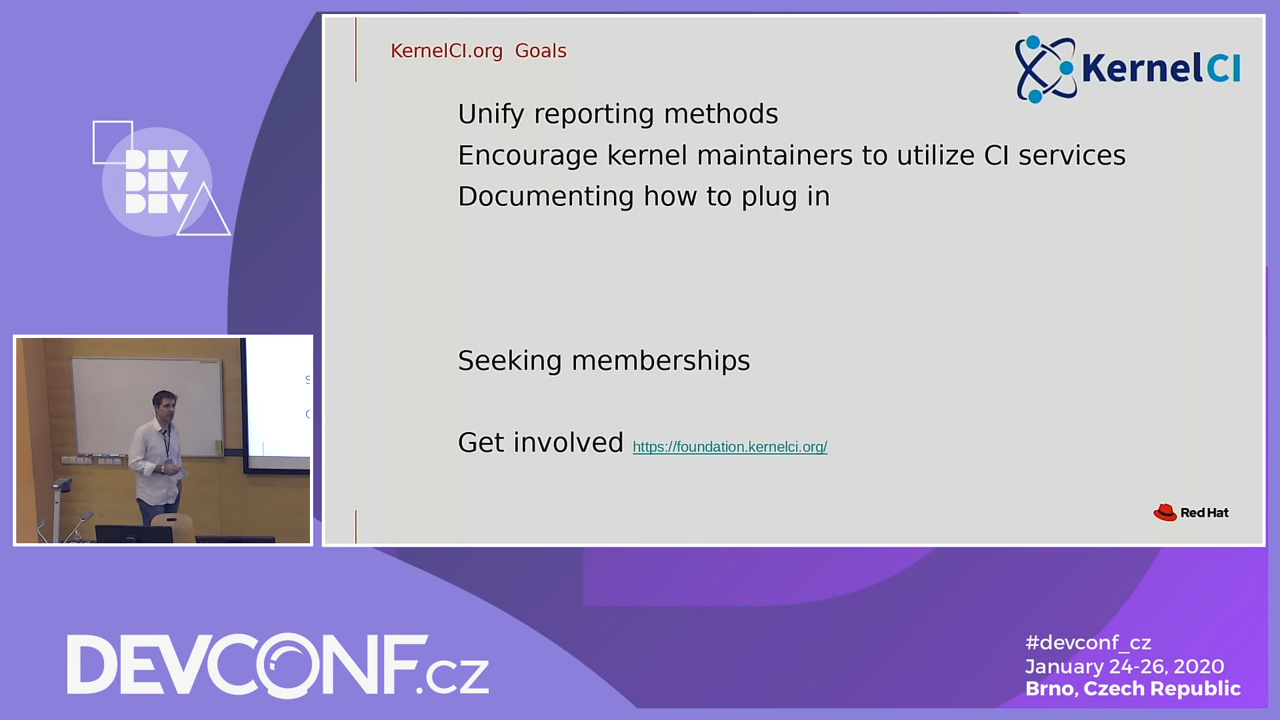 KernelCI.org Goals
KernelCI
Unify reporting methods
Encourage kernel maintainers to utilize CI services
Documenting how to plug in
Seeking memberships
Get involved https://foundation.kernelci.org/
Red Hat
DEV
DEV
DEV
DEVCONF.cz
#devconf_cz
January 24-26, 2020
Brno, Czech Republic